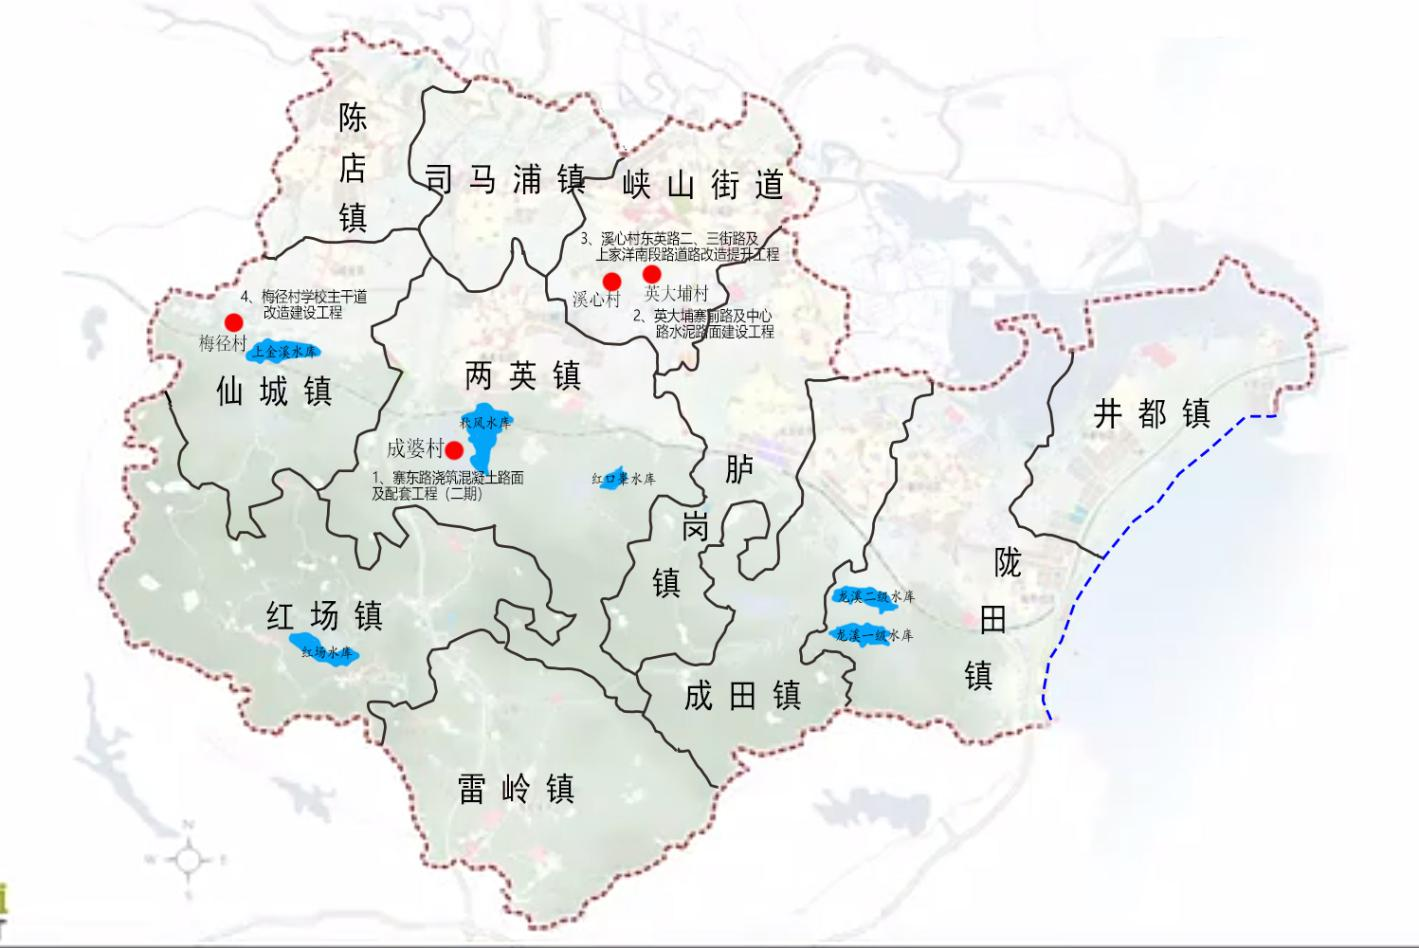 陈店镇
司马浦镇
峡山街道
3、溪心村东英路二、三街路及
上家洋南段路道路改造提升工程
溪心村
英大埔村
2、英大埔寨前路及中心
路水泥路面建设工程
4、梅径村学校主干道
改造建设工程
梅径村
上金溪水库
仙城镇
两英镇
秋风水库
成婆村
1、寨东路浇筑混凝土路面
及配套工程（二期）
红口輋水库
井都镇
胪岗镇
陇田镇
龙溪二级水库
龙溪一级水库
红场镇
红场水库
成田镇
雷岭镇
N
W
E
S